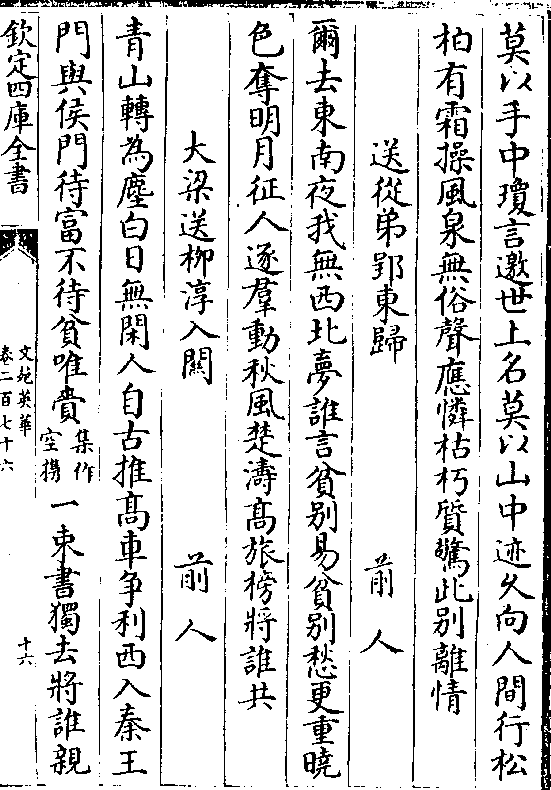 莫以手中瓊言邀世上名莫以山中迹久向人間行松
柏有霜操風泉無俗聲應憐枯朽質驚此別離情
送從弟郢東歸 前人
爾去東南夜我無西北夢誰言貧別易貧別愁更重曉
色奪明月征人逐羣動秋風楚濤高旅榜將誰共
大梁送柳淳入關 前人
青山轉為塵白日無閑人自古推高車争利西入秦王
門與侯門待富不待貧唯賫集作空攜一束書獨去將誰親
欽定四庫全書
文苑英華
卷二百七十六
十六